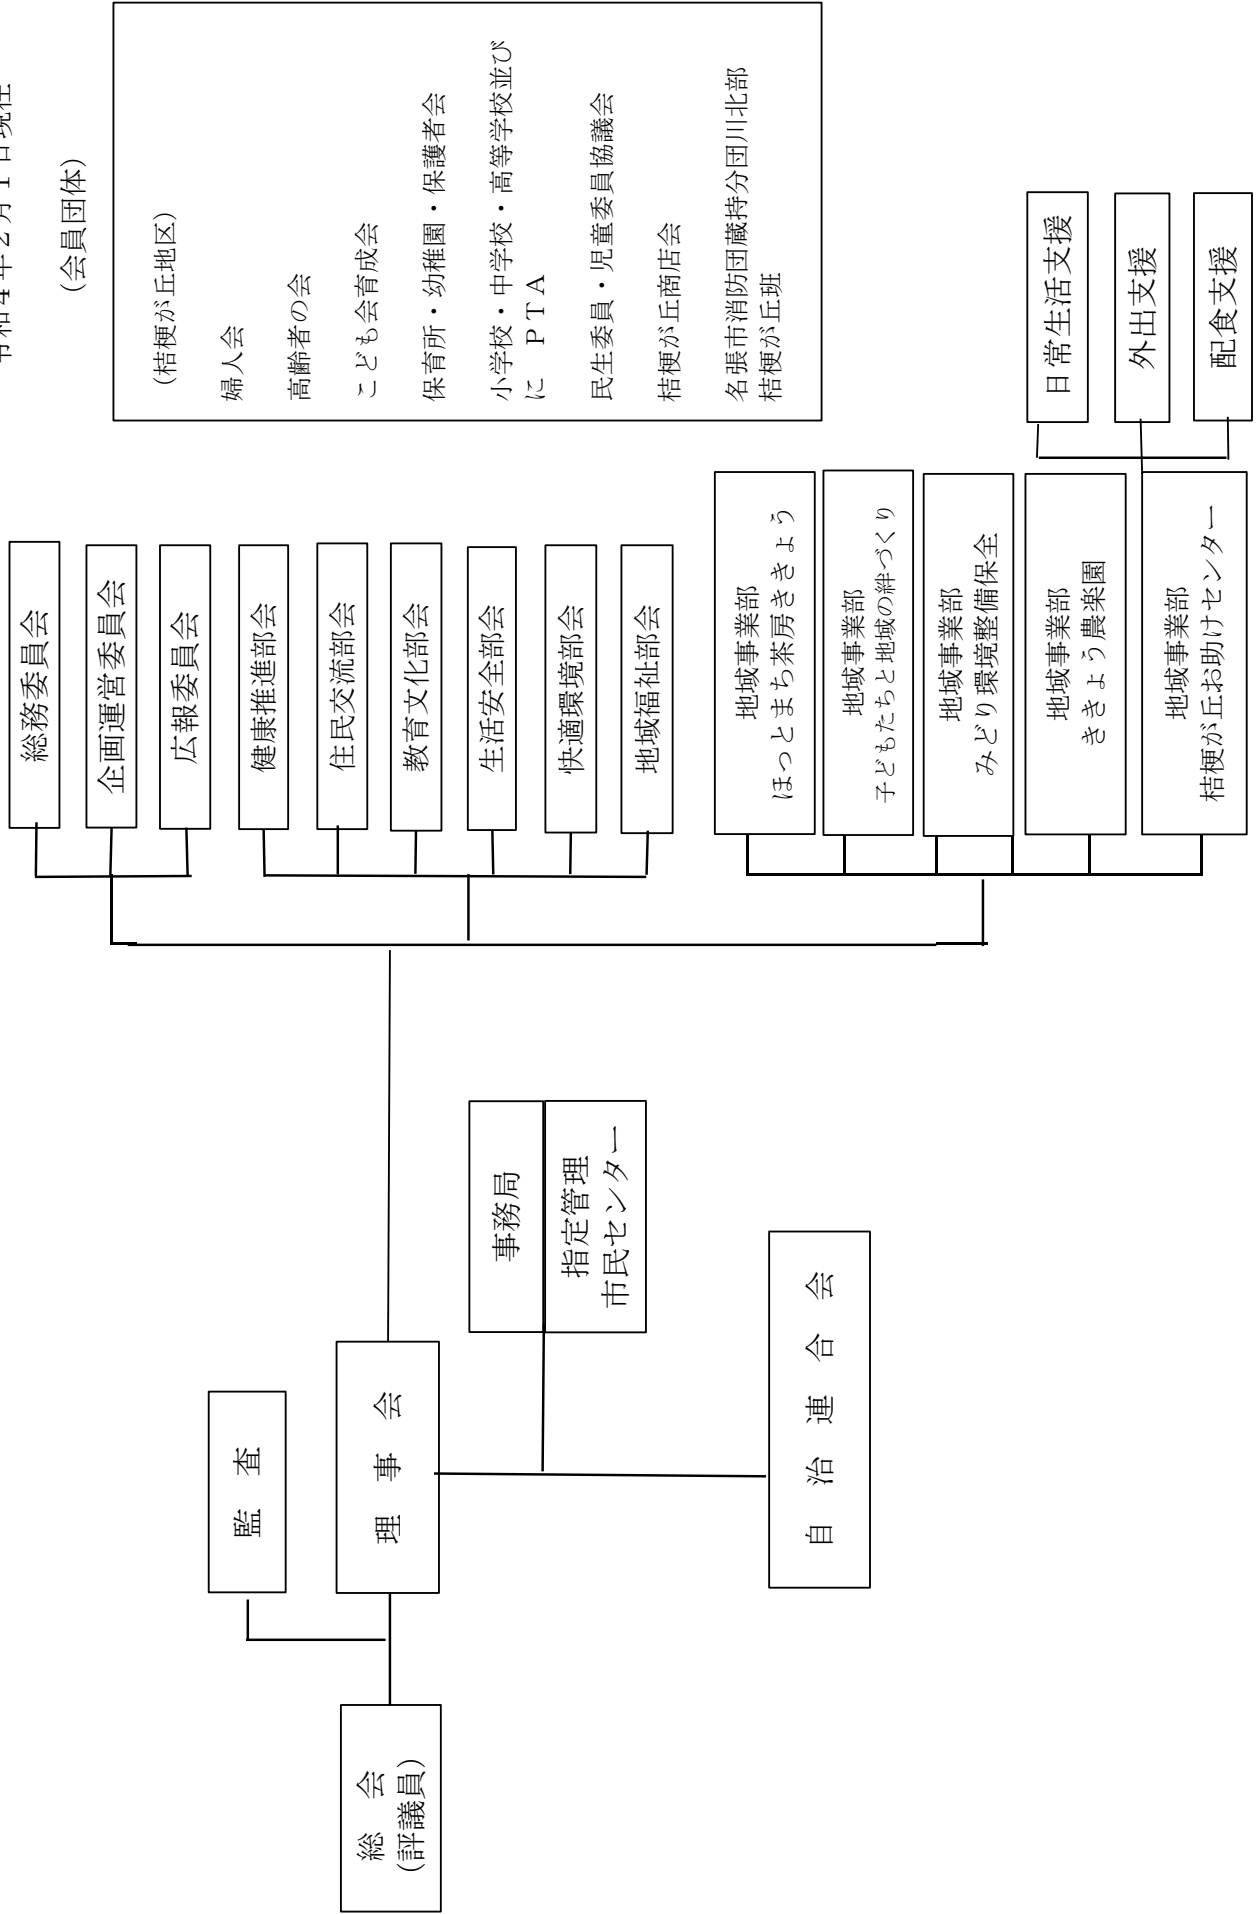 令和４年２月１日現在
(会員団体)
(桔梗が丘地区)
婦人会
高齢者の会
こども会育成会
保育所・幼稚園・保護者会
小学校・中学校・高等学校並び
に　ＰＴＡ
民生委員・児童委員協議会
桔梗が丘商店会
名張市消防団蔵持分団川北部
桔梗が丘班
総務委員会
企画運営委員会
広報委員会
健康推進部会
住民交流部会
教育文化部会
生活安全部会
快適環境部会
地域福祉部会
地域事業部
ほっとまち茶房ききょう
地域事業部
子どもたちと地域の絆づくり
地域事業部
みどり環境整備保全
地域事業部
ききょう農楽園
地域事業部
桔梗が丘お助けセンター
日常生活支援
外出支援
配食支援
監　査
理　事　会
事務局
指定管理
市民センター
自　治　連　合　会
総　会
(評議員)